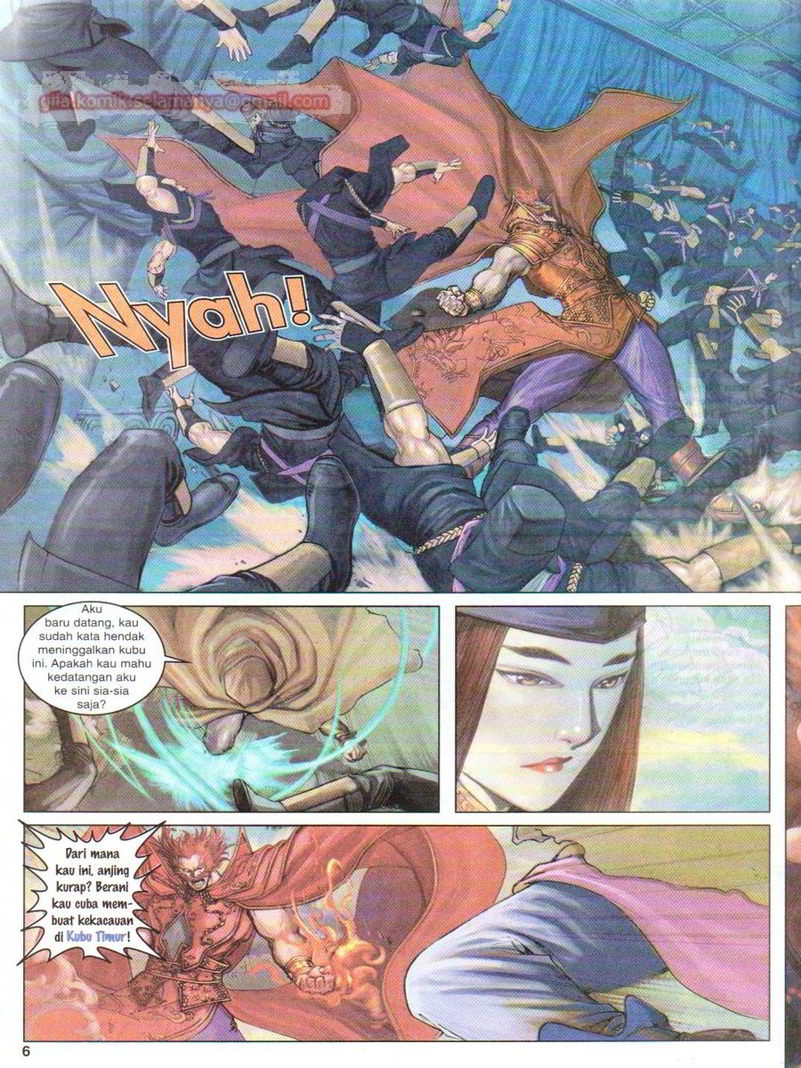 giialkomikselamanya@gmail.com
Nyah!
Aku
baru datang, kau
sudah kata hendak
meninggalkan kubu
ini. Apakah kau mahu
kedatangan aku
ke sini sia-sia
saja?
Dari mana
kau ini, anjing
kurap? Berani
kau cuba mem-
buat kekacauan
di Kubu Timur!
6